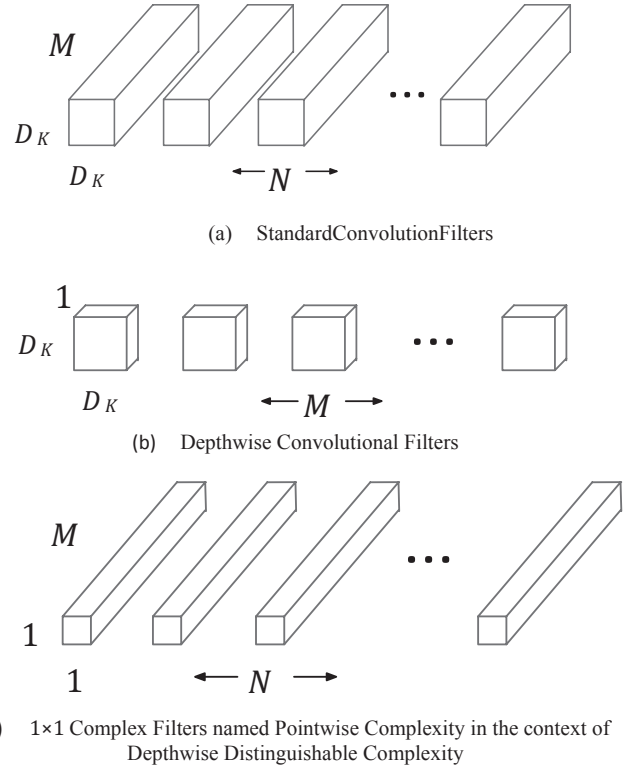 M
D K
D K
... 
N
(a) StandardConvolutionFilters
1
D K
D K
...
M
(b) Depthwise Convolutional Filters
M
...
1
1
N
) 1×1 Complex Filters named Pointwise Complexity in the context of
Depthwise Distinguishable Complexity